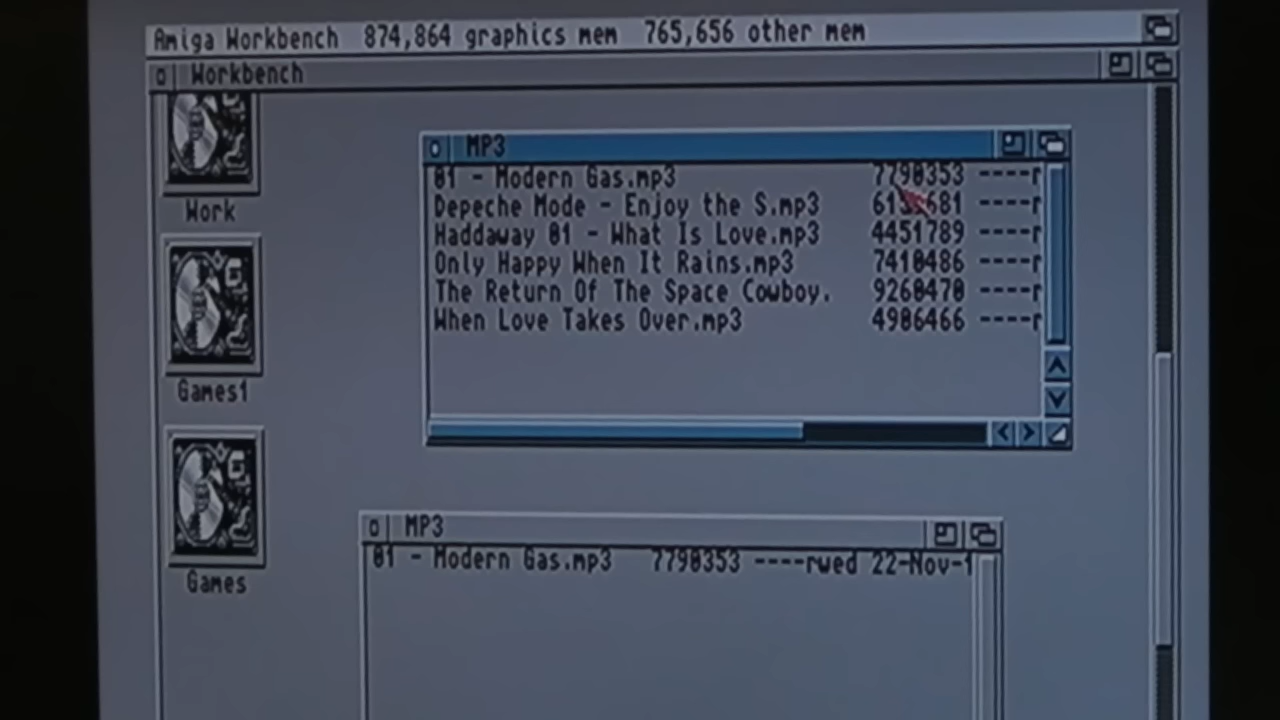 Amiga Workbench 874,864 graphics mem 765,656 other mem
Workbench
Work
Games1
Games
MP3
01 - Modern Gas.mp3 7790353 ----r
Depeche Mode - Enjoy the S.mp3
Haddaway 01 - What Is Love.mp3 4451789 ----r
Only Happy When It Rains.mp3 7410486 ----r
The Return Of The Space Cowboy. 9260470 ----r
When Love Takes Over.mp3 4906466 ----r
MP3
01 - Modern Gas.mp3 7790353 ----rwed 22-Nov-1